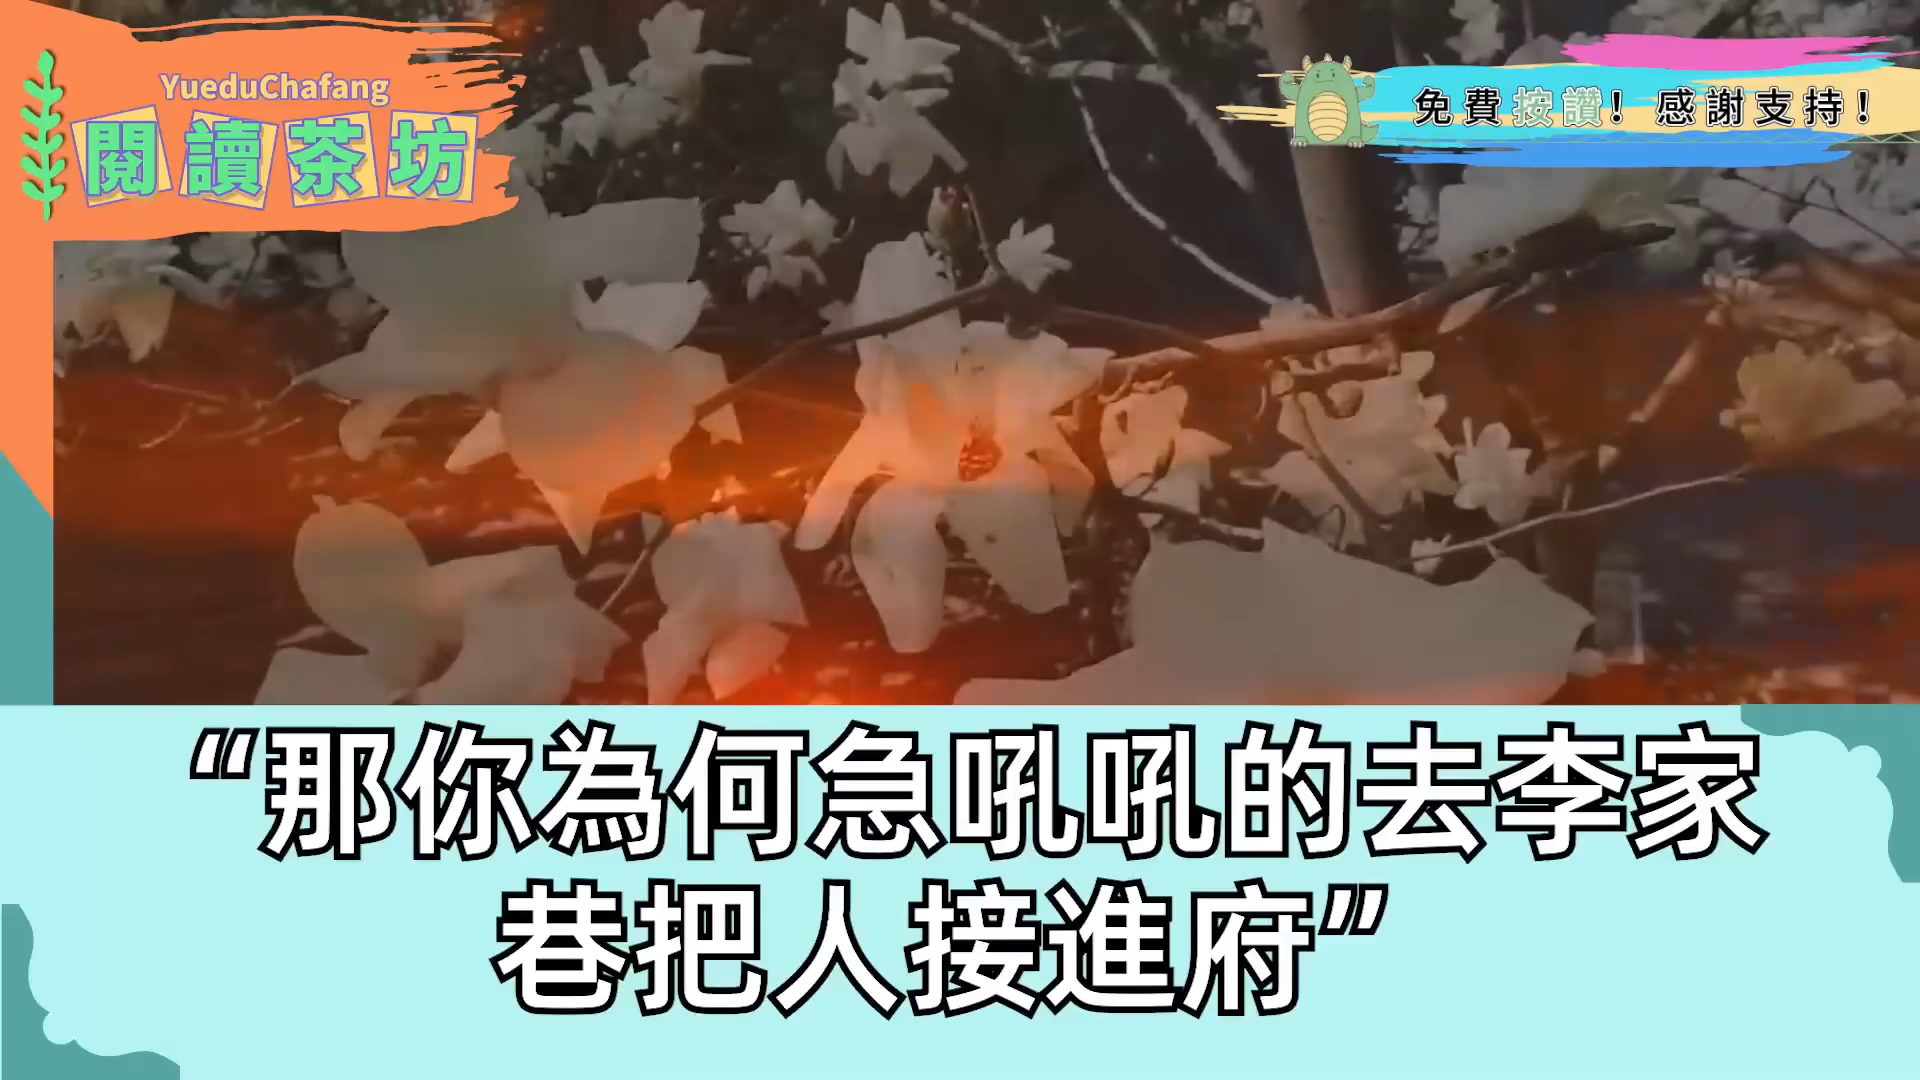 YueduChafang
閱讀茶坊
免費按讚！感謝支持！
“那你為何急吼吼的去李家
巷把人接進府”